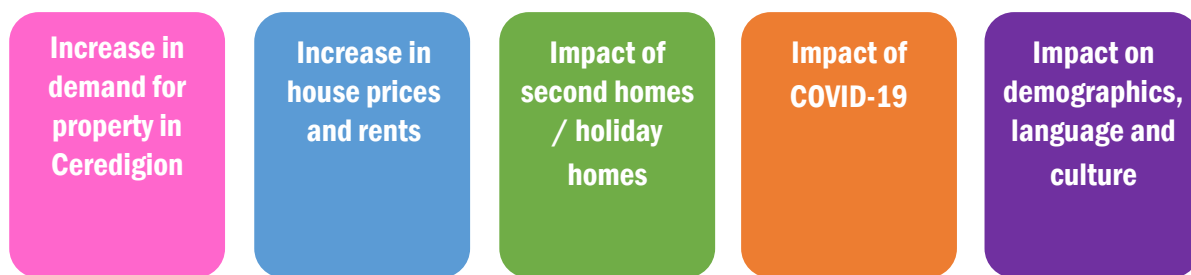 Increase in
demand for
property in
Ceredigion
Increase in
house prices
and rents
Impact of
second homes
/ holiday
homes
Impact of
COVID-19
Impact on
demographics,
language and
culture